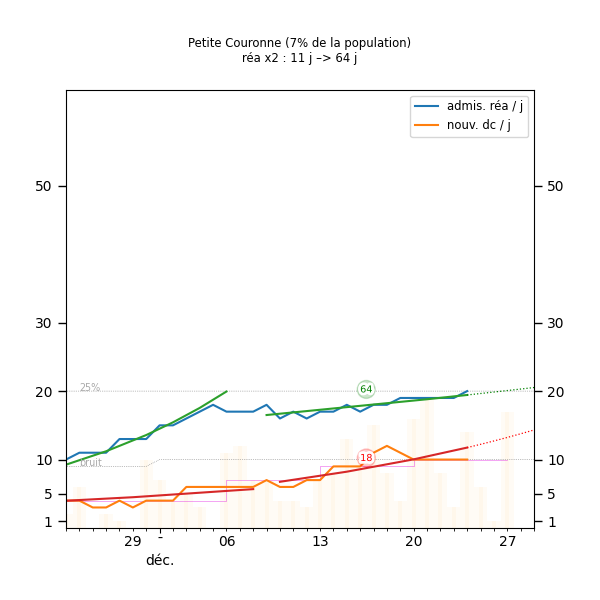 Petite Couronne (7% de la population)
réa x2 : 11 j –> 64 j
admis. réa / j
nouv. dc / j
50 50
30 30
25%
64
20 20
bruit
18
10 10
5 5
1 1
29 - 06 13 20 27
déc.